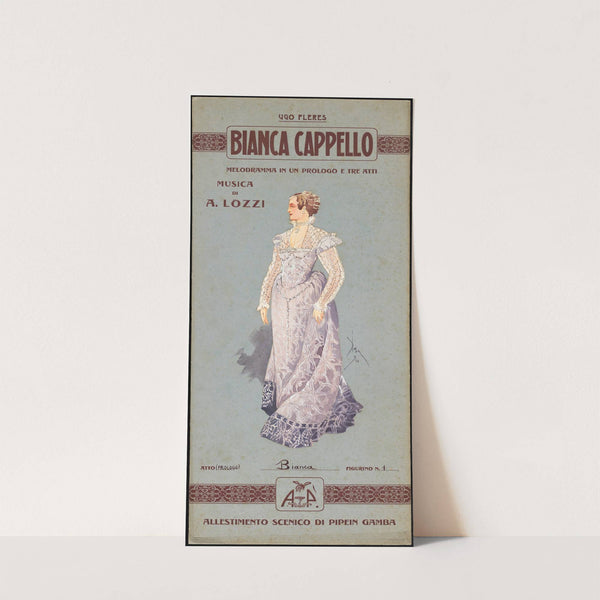 UGO FLERES
BIANCA CAPPELLO
MELODRAMMA IN UN PROLOGO E TRE ATTI
MUSICA
DI
A. LOZZI
ATTO (PROLOGO) Bianca FIGURINO N. 1
ALLESTIMENTO SCENICO DI PIPEIN GAMBA